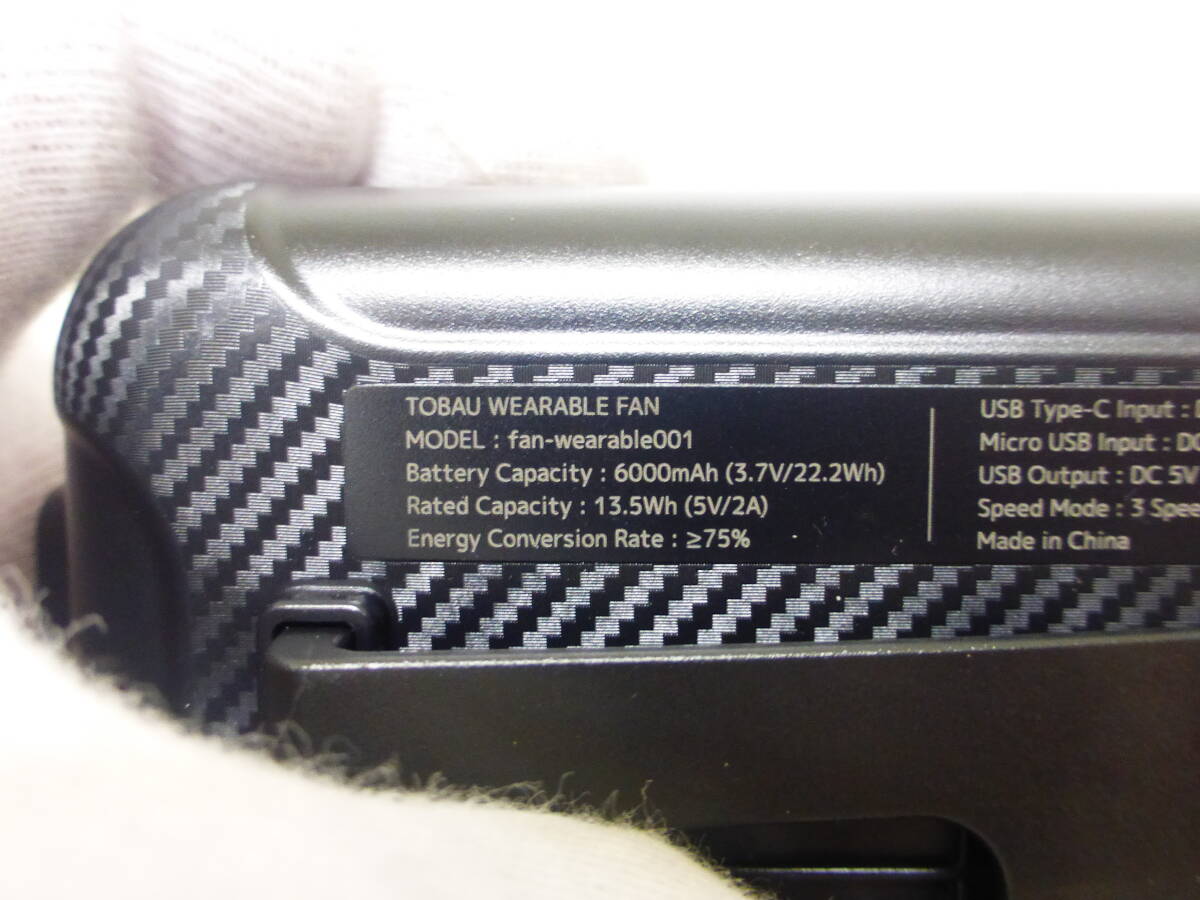 TOBAU WEARABLE FAN
MODEL : fan-wearable001
Battery Capacity : 6000mAh (3.7V/22.2Wh)
Rated Capacity : 13.5Wh (5V/2A)
Energy Conversion Rate : ≥75%
USB Type-C Input :
Micro USB Input :
USB Output : DC 5V
Speed Mode : 3
Made in China